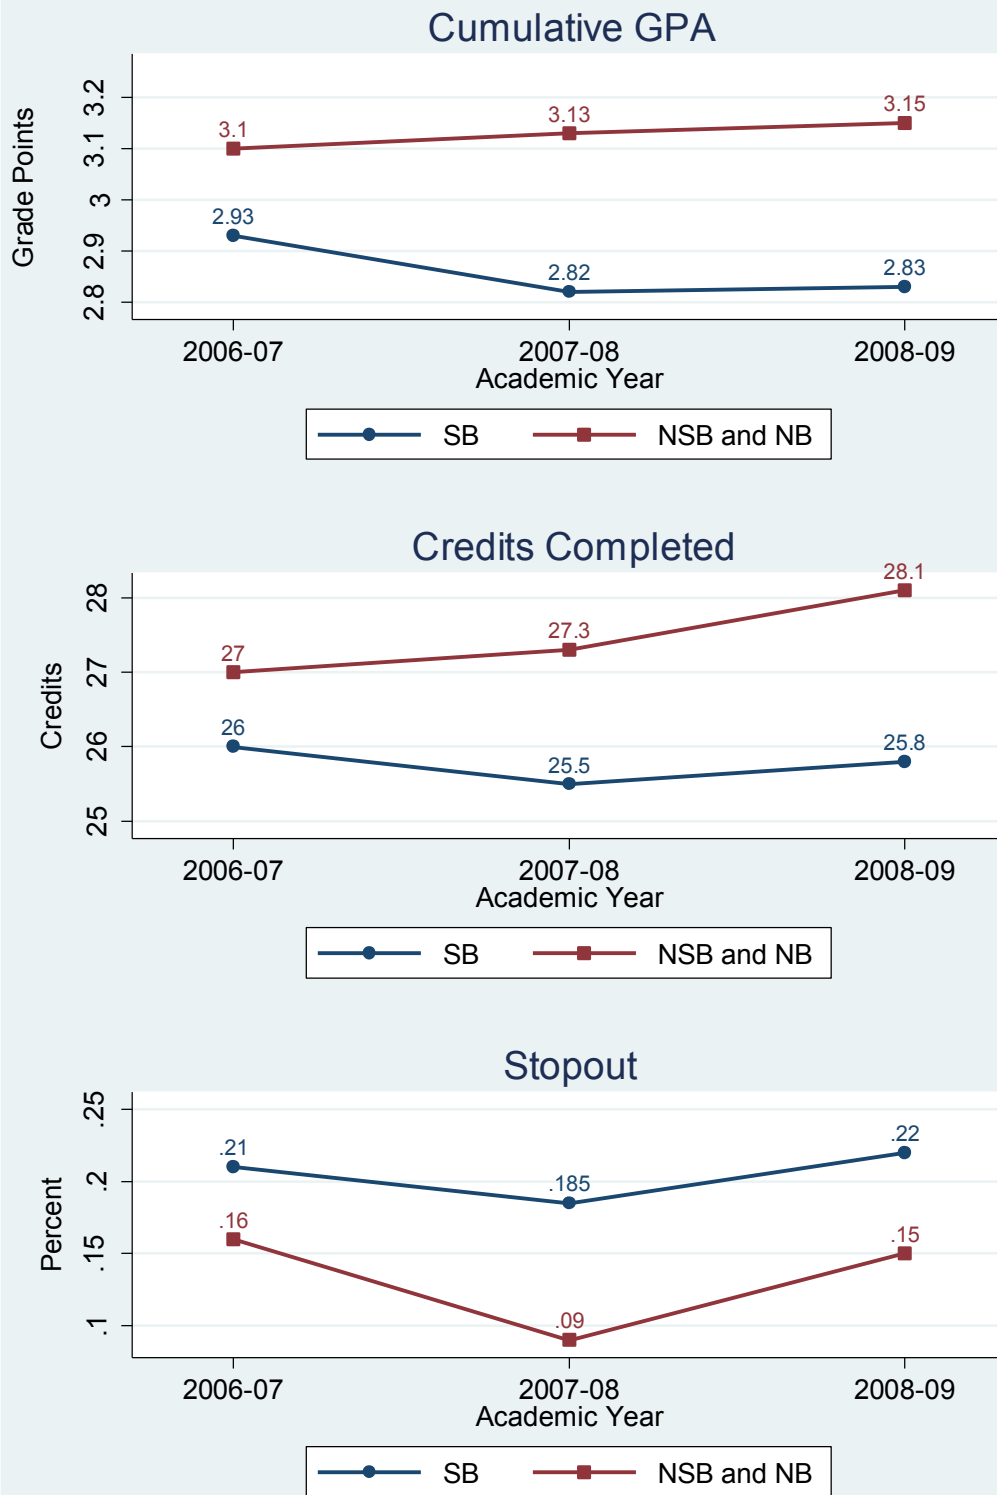 Cumulative GPA
Grade Points
3.2
3.1
3
2.9
2.8
3.1
3.13
3.15
2.93
2.82
2.83
2006-07 2007-08 2008-09
Academic Year
SB NSB and NB
Credits Completed
Credits
28
27
26
25
27
27.3
28.1
26
25.5
25.8
2006-07 2007-08 2008-09
Academic Year
SB NSB and NB
Stopout
Percent
.25
.2
.15
.1
.21
.185
.22
.16
.09
.15
2006-07 2007-08 2008-09
Academic Year
SB NSB and NB